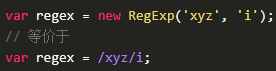 var regex = new RegExp('xyz', 'i');
// 等价于
var regex = /xyz/i;